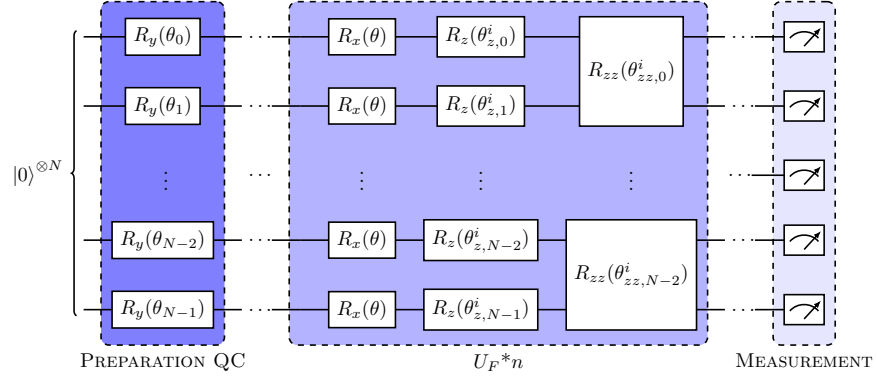 R_y(θ_0) ··· R_x(θ) R_z(θ^i_{z,0}) ···
R_zz(θ^i_{zz,0})
R_y(θ_1) ··· R_x(θ) R_z(θ^i_{z,1}) ···
|0⟩^{⊗N} ⋮ ··· ⋮ ⋮ ⋮ ···
R_y(θ_{N−2}) ··· R_x(θ) R_z(θ^i_{z,N−2}) ···
R_zz(θ^i_{zz,N−2})
R_y(θ_{N−1}) ··· R_x(θ) R_z(θ^i_{z,N−1}) ···
PREPARATION QC U_F*n MEASUREMENT